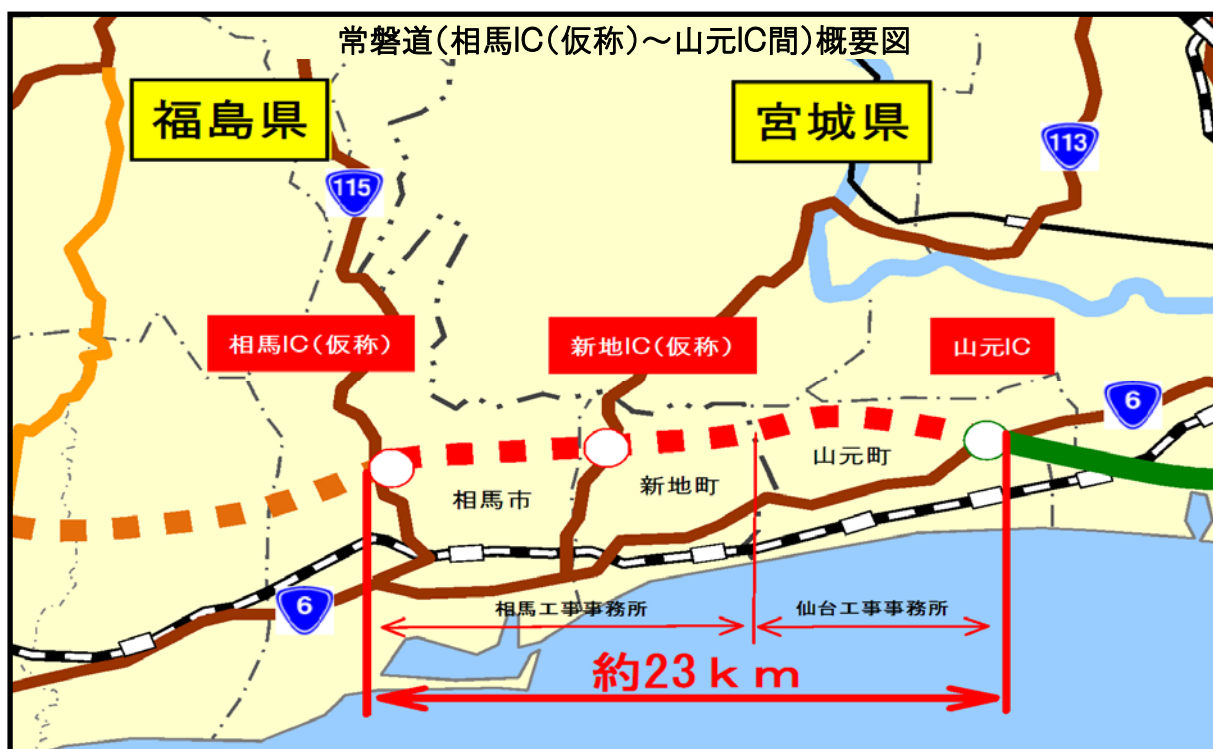 常磐道(相馬IC(仮称)～山元IC間)概要図
福島県
宮城県
113
115
相馬IC(仮称)
新地IC(仮称)
山元IC
6
山元町
新地町
相馬市
6
相馬工事事務所
仙台工事事務所
約23ｋｍ